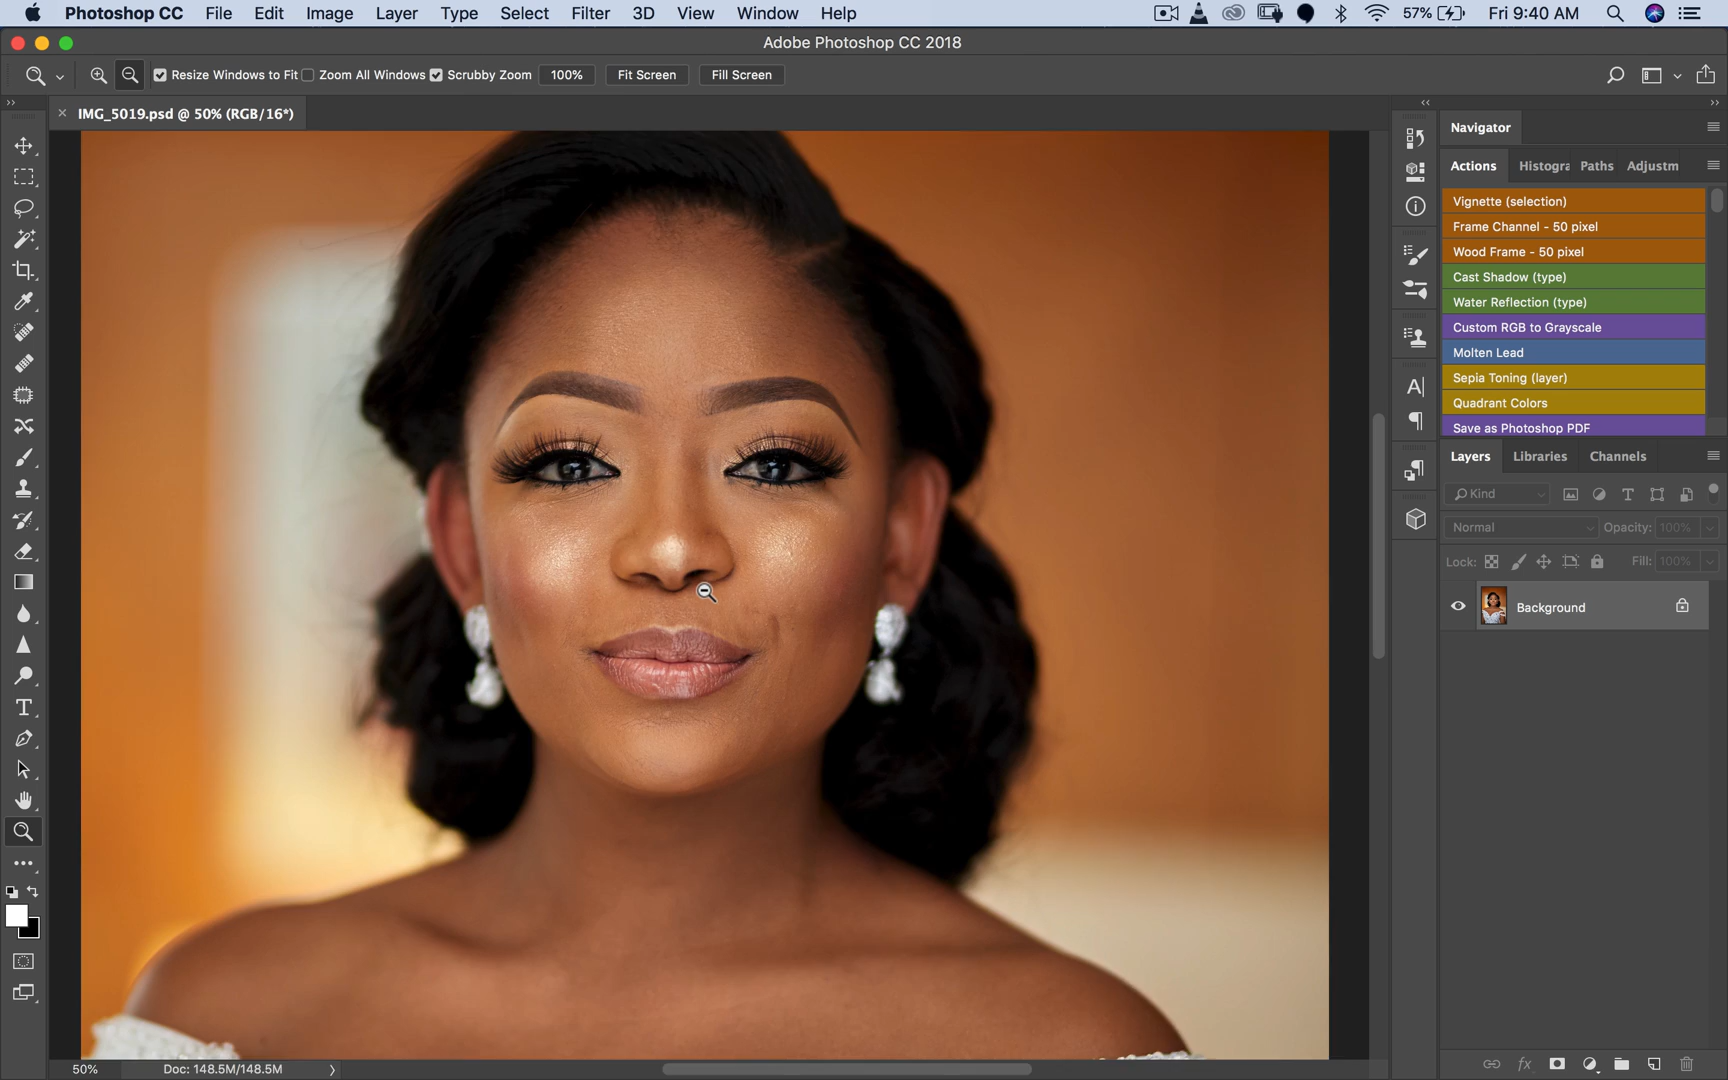 Photoshop CC File Edit Image Layer Type Select Filter 3D View Window Help 57% Fri 9:40 AM
Adobe Photoshop CC 2018
Resize Windows to Fit Zoom All Windows Scrubby Zoom 100% Fit Screen Fill Screen
IMG_5019.psd @ 50% (RGB/16*)
Navigator
Actions Histogra Paths Adjustm
Vignette (selection)
Frame Channel - 50 pixel
Wood Frame - 50 pixel
Cast Shadow (type)
Water Reflection (type)
Custom RGB to Grayscale
Molten Lead
Sepia Toning (layer)
Quadrant Colors
Save as Photoshop PDF
Layers Libraries Channels
Kind
Normal Opacity: 100%
Lock: Fill: 100%
Background
50% Doc: 148.5M/148.5M